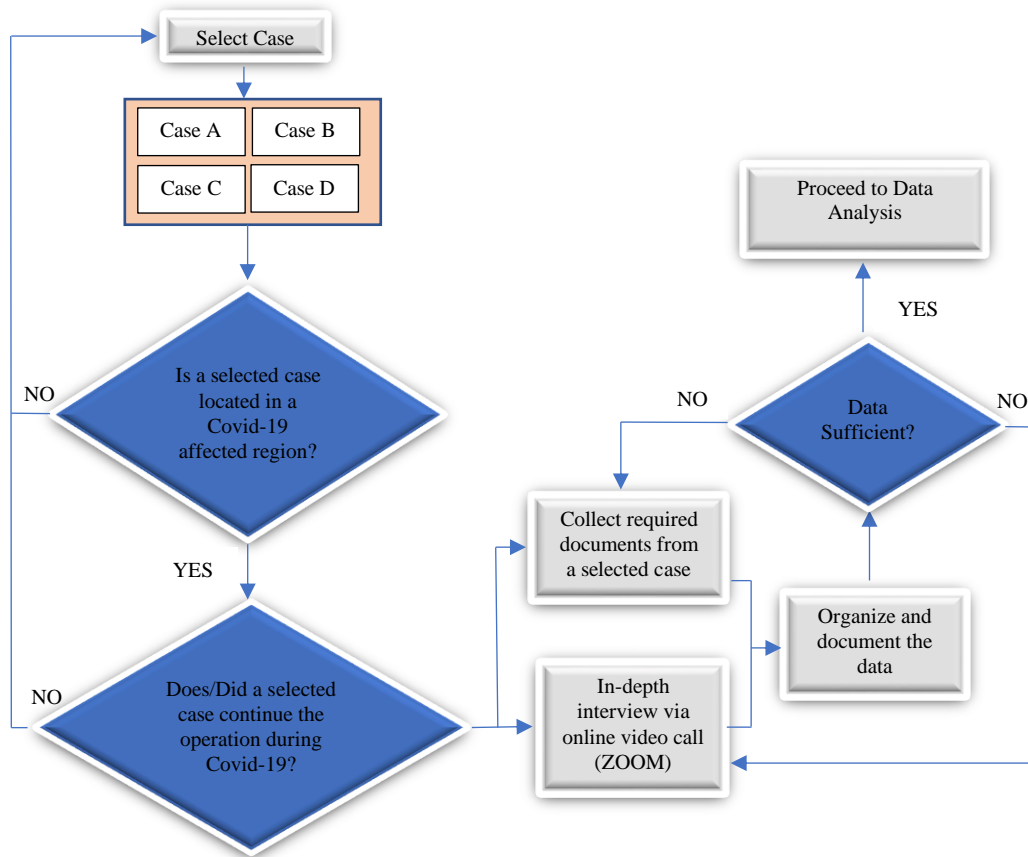 Select Case
Case A
Case B
Case C
Case D
Is a selected case
located in a
Covid-19
affected region?
NO
YES
Does/Did a selected
case continue the
operation during
Covid-19?
NO
Collect required
documents from
a selected case
In-depth
interview via
online video call
(ZOOM)
Organize and
document the
data
Data
Sufficient?
NO
NO
YES
Proceed to Data
Analysis